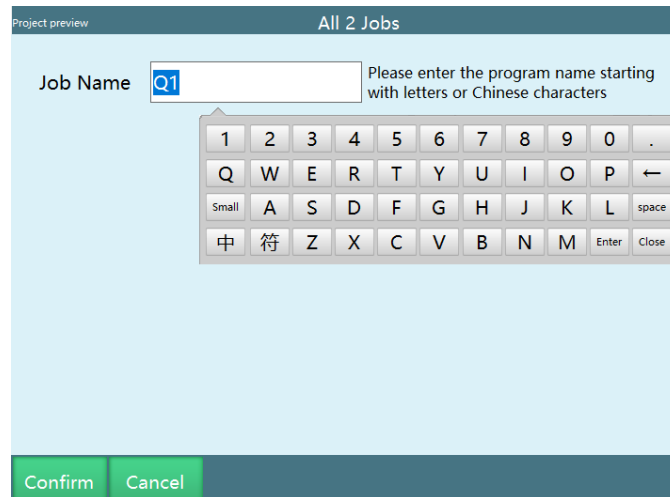 Project preview
All 2 Jobs
Job Name
Q1
Please enter the program name starting
with letters or Chinese characters
1 2 3 4 5 6 7 8 9 0 .
Q W E R T Y U I O P ←
Small A S D F G H J K L space
中 符 Z X C V B N M Enter Close
Confirm Cancel